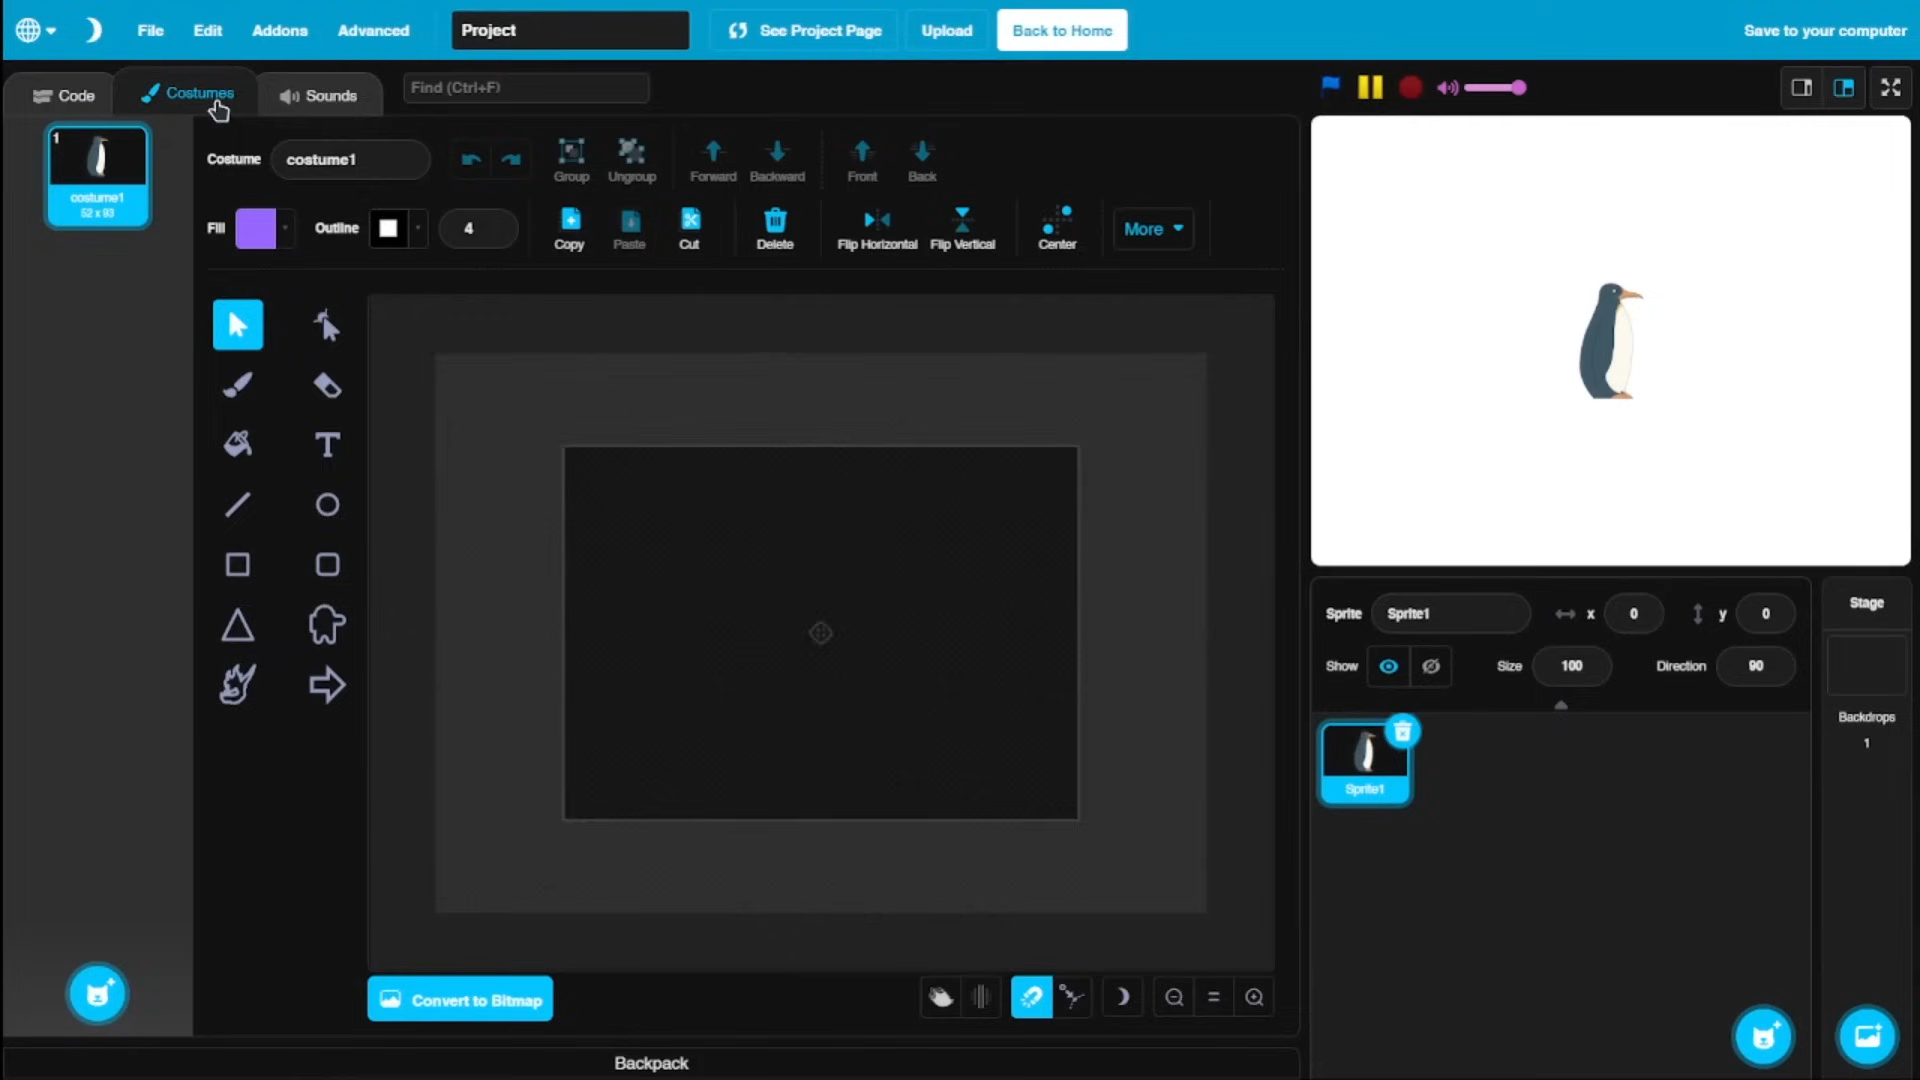 File Edit Addons Advanced Project See Project Page Upload Back to Home Save to your computer
Code Costumes Sounds Find (Ctrl+F)
1
costume1
52 x 93
Costume costume1 Group Ungroup Forward Backward Front Back
Fill Outline 4 Copy Paste Cut Delete Flip Horizontal Flip Vertical Center More
T
Convert to Bitmap
Backpack
Sprite Sprite1 x 0 y 0
Show Size 100 Direction 90
Sprite1
Stage
Backdrops
1